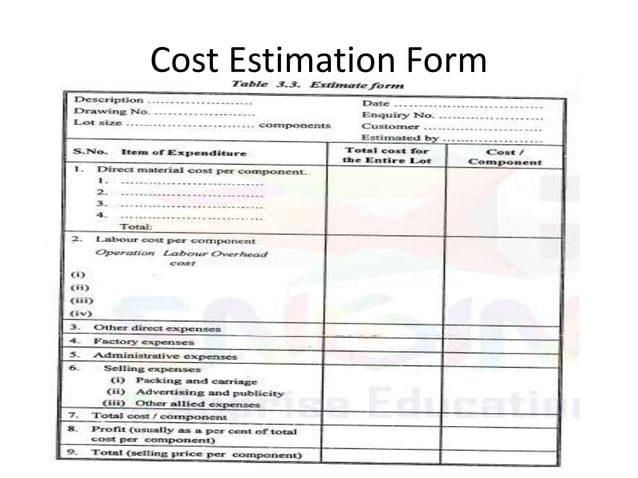 Cost Estimation Form
Table 3.3. Estimate form
Description ........................... Date ........................................
Drawing No. .......................... Enquiry No. .............................
Lot size ................................. components Customer ................................
Estimated by ..........................
S.No. Item of Expenditure Total cost for the Entire Lot Cost / Component
1. Direct material cost per component.
1. .....................................
2. .....................................
3. .....................................
4. .....................................
Total:
2. Labour cost per component
Operation Labour Overhead
cost
(i)
(ii)
(iii)
(iv)
3. Other direct expenses
4. Factory expenses
5. Administrative expenses
6. Selling expenses
(i) Packing and carriage
(ii) Advertising and publicity
(iii) Other allied expenses
7. Total cost / component
8. Profit (usually as a per cent of total
cost per component)
9. Total (selling price per component)